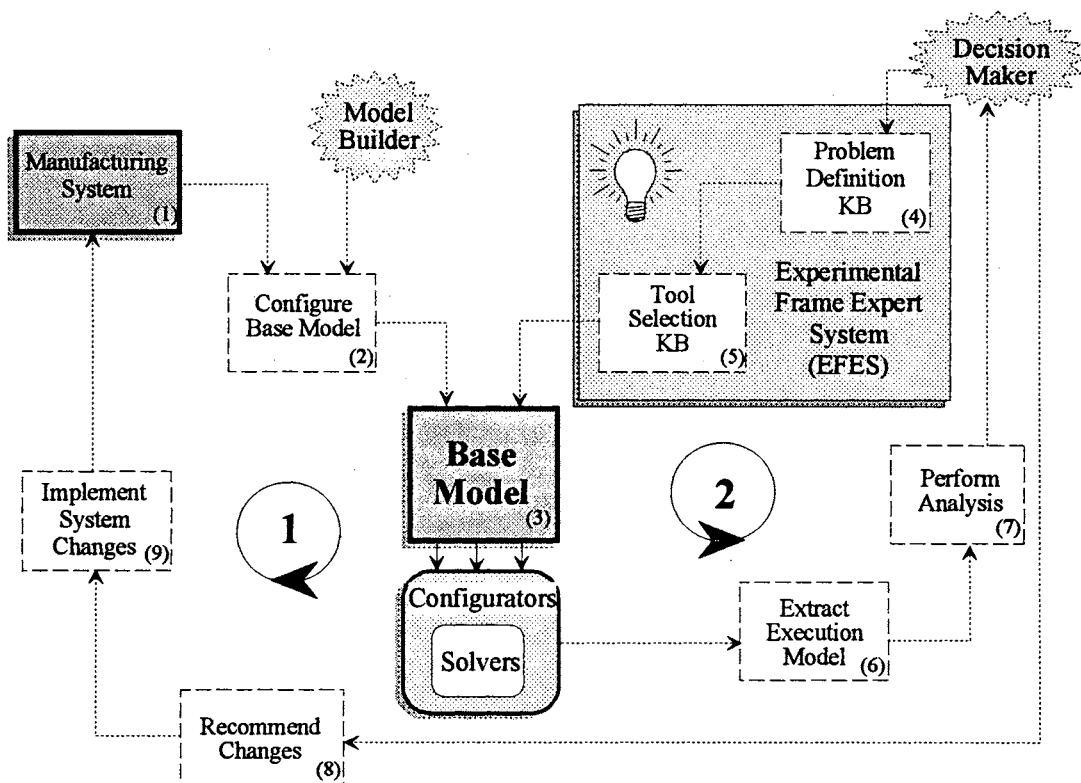 Decision
Maker
Model
Builder
Manufacturing
System
(1)
Problem
Definition
KB
(4)
Configure
Base Model
(2)
Tool
Selection
KB
(5)
Experimental
Frame Expert
System
(EFES)
Base
Model
(3)
Implement
System
Changes
(9)
1
2
Perform
Analysis
(7)
Configurators
Solvers
Extract
Execution
Model
(6)
Recommend
Changes
(8)